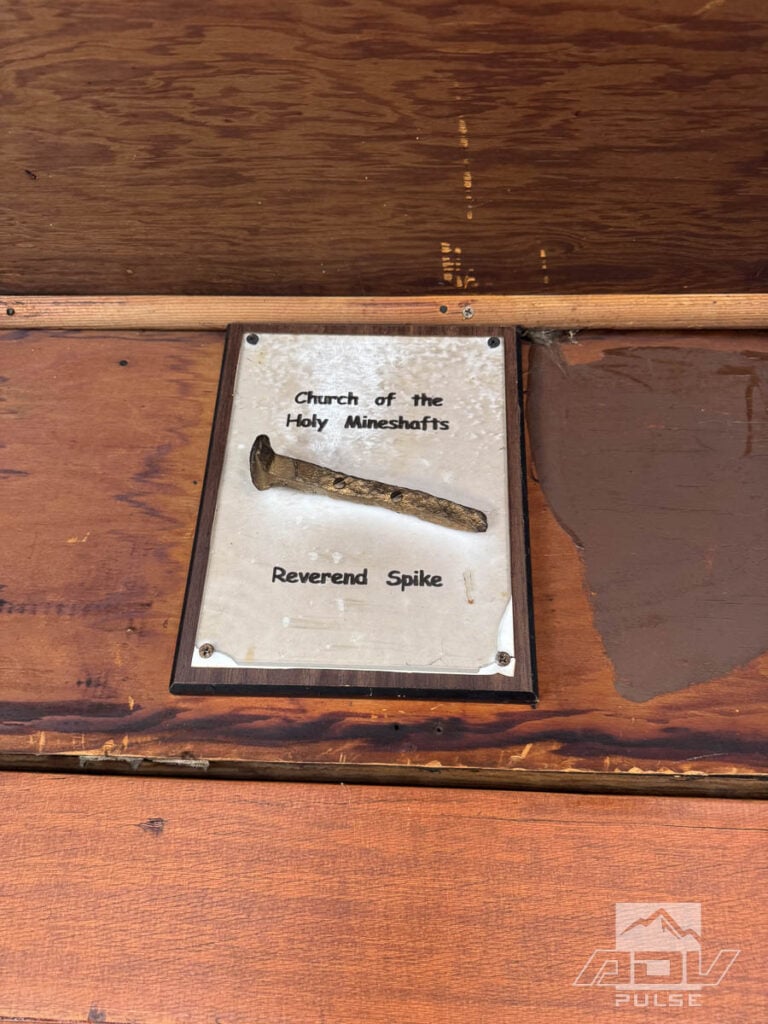 Church of the
Holy Mineshafts
Reverend Spike
ADV
PULSE